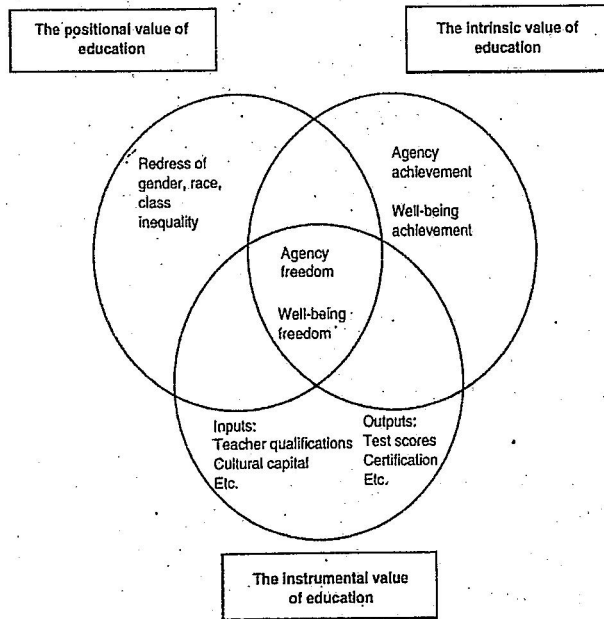 The positional value of
education
The intrinsic value of
education
Redress of
gender, race,
class
inequality
Agency
achievement
Well-being
achievement
Agency
freedom
Well-being
freedom
Inputs:
Teacher qualifications
Cultural capital
Etc.
Outputs:
Test scores
Certification
Etc.
The instrumental value
of education